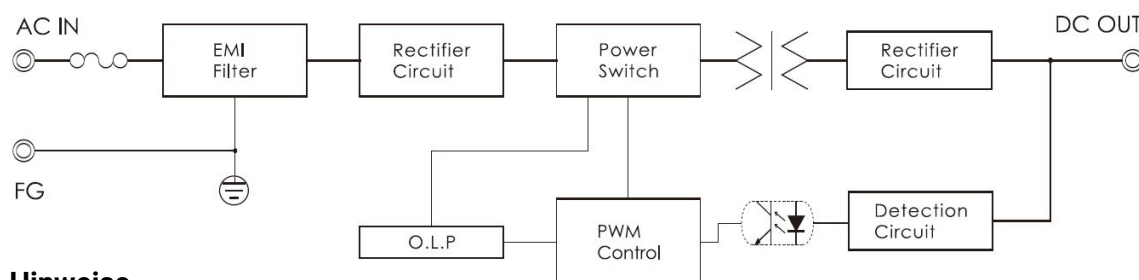 AC IN
DC OUT
EMI
Filter
Rectifier
Circuit
Power
Switch
Rectifier
Circuit
FG
O.L.P
PWM
Control
Detection
Circuit
Hinweise